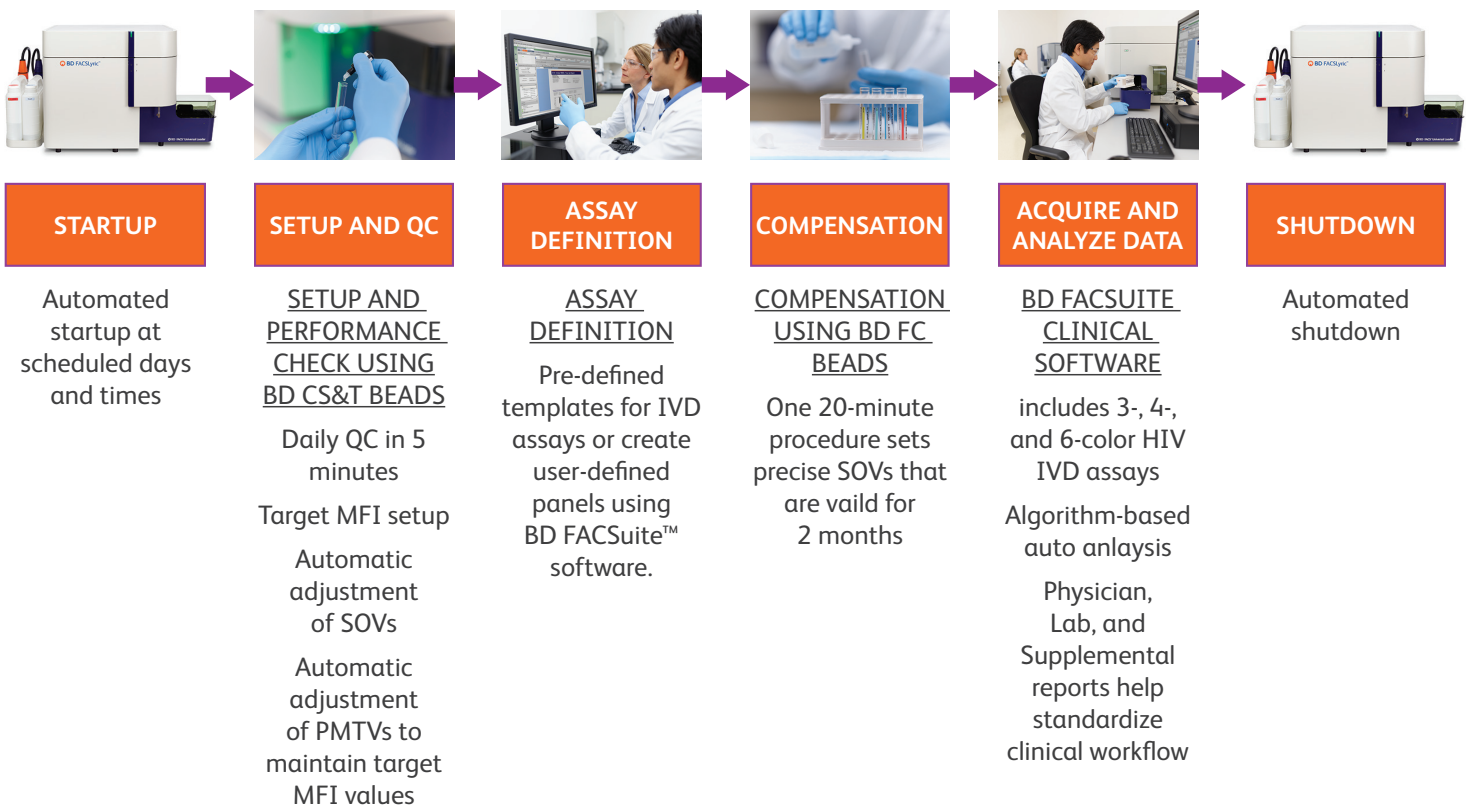 BD FACSLyric™
BD FACSLyric™
STARTUP
Automated
startup at
scheduled days
and times
SETUP AND QC
SETUP AND
PERFORMANCE
CHECK USING
BD CS&T BEADS
Daily QC in 5
minutes
Target MFI setup
Automatic
adjustment
of SOVs
Automatic
adjustment
of PMTVs to
maintain target
MFI values
ASSAY
DEFINITION
ASSAY
DEFINITION
Pre-defined
templates for IVD
assays or create
user-defined
panels using
BD FACSuite™
software.
COMPENSATION
COMPENSATION
USING BD FC
BEADS
One 20-minute
procedure sets
precise SOVs that
are vaild for
2 months
ACQUIRE AND
ANALYZE DATA
BD FACSUITE
CLINICAL
SOFTWARE
includes 3-, 4-,
and 6-color HIV
IVD assays
Algorithm-based
auto anlaysis
Physician,
Lab, and
Supplemental
reports help
standardize
clinical workflow
SHUTDOWN
Automated
shutdown